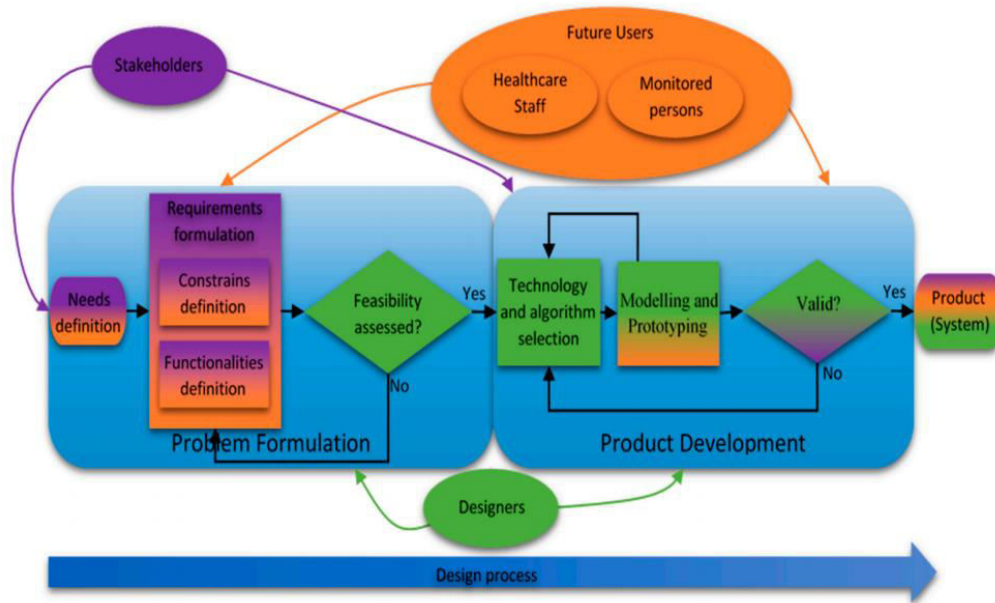 Future Users
Stakeholders
Healthcare
Staff
Monitored
persons
Requirements
formulation
Constrains
definition
Functionalities
definition
Needs
definition
Feasibility
assessed?
Yes
No
Problem Formulation
Technology
and algorithm
selection
Modelling and
Prototyping
Valid?
Yes
No
Product
(System)
Product Development
Designers
Design process